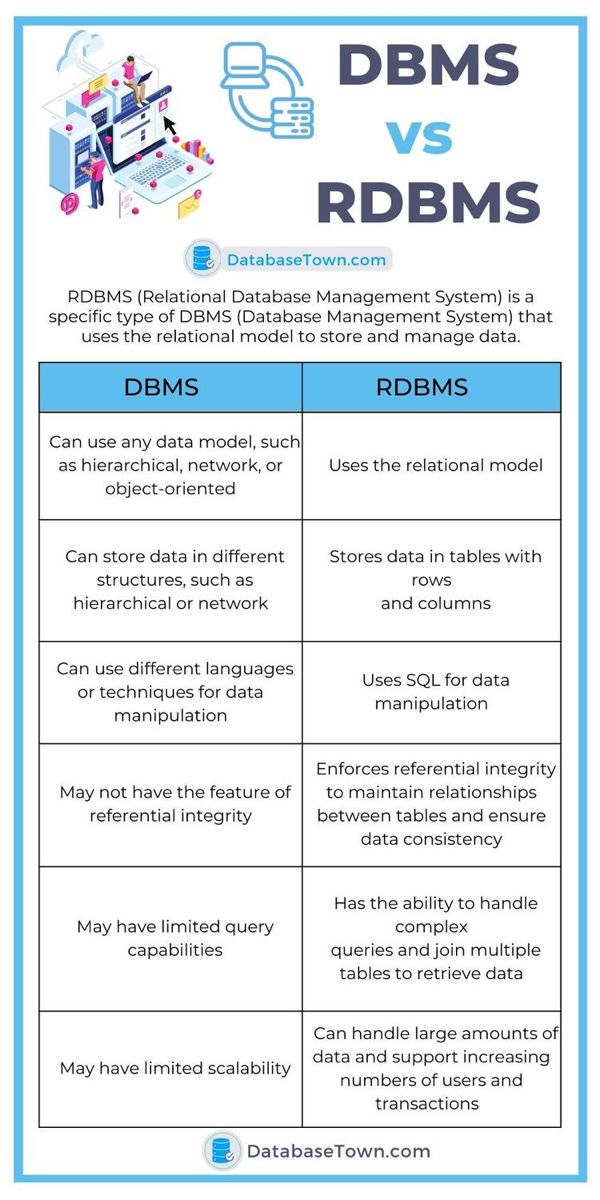 DBMS
vs
RDBMS
DatabaseTown.com
RDBMS (Relational Database Management System) is a
specific type of DBMS (Database Management System) that
uses the relational model to store and manage data.
DBMS
RDBMS
Can use any data model, such
as hierarchical, network, or
object-oriented
Uses the relational model
Can store data in different
structures, such as
hierarchical or network
Stores data in tables with
rows
and columns
Can use different languages
or techniques for data
manipulation
Uses SQL for data
manipulation
May not have the feature of
referential integrity
Enforces referential integrity
to maintain relationships
between tables and ensure
data consistency
May have limited query
capabilities
Has the ability to handle
complex
queries and join multiple
tables to retrieve data
May have limited scalability
Can handle large amounts of
data and support increasing
numbers of users and
transactions
DatabaseTown.com